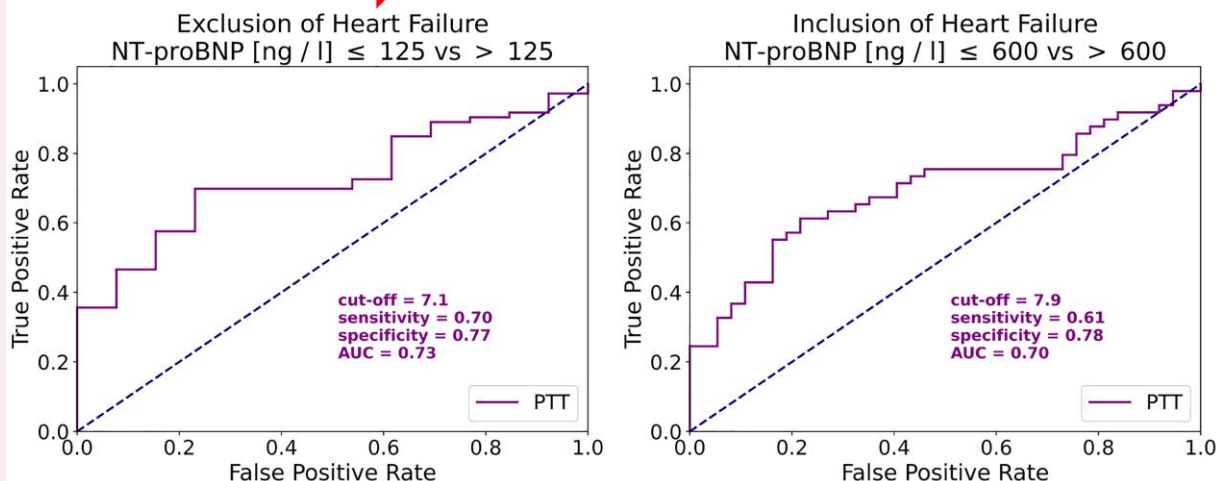 Exclusion of Heart Failure
NT-proBNP [ng / l] ≤ 125 vs > 125
True Positive Rate
1.0
0.8
0.6
0.4
0.2
0.0
cut-off = 7.1
sensitivity = 0.70
specificity = 0.77
AUC = 0.73
PTT
0.0 0.2 0.4 0.6 0.8 1.0
False Positive Rate
Inclusion of Heart Failure
NT-proBNP [ng / l] ≤ 600 vs > 600
True Positive Rate
1.0
0.8
0.6
0.4
0.2
0.0
cut-off = 7.9
sensitivity = 0.61
specificity = 0.78
AUC = 0.70
PTT
0.0 0.2 0.4 0.6 0.8 1.0
False Positive Rate